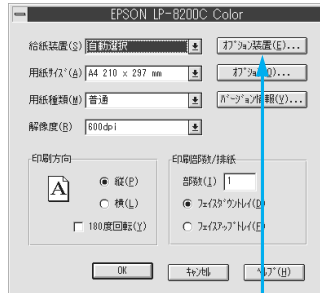 EPSON LP-8200C Color
給紙装置(S) 自動選択 オプション装置(E)...
用紙サイズ(A) A4 210 x 297 mm オプション(O)...
用紙種類(M) 普通 バージョン情報(V)...
解像度(R) 600dpi
印刷方向 印刷部数/排紙
A 縦(P) 部数(I) 1
横(L) フェイスダウントレイ(D)
180度回転(Y) フェイスアップトレイ(F)
OK キャンセル ヘルプ(H)